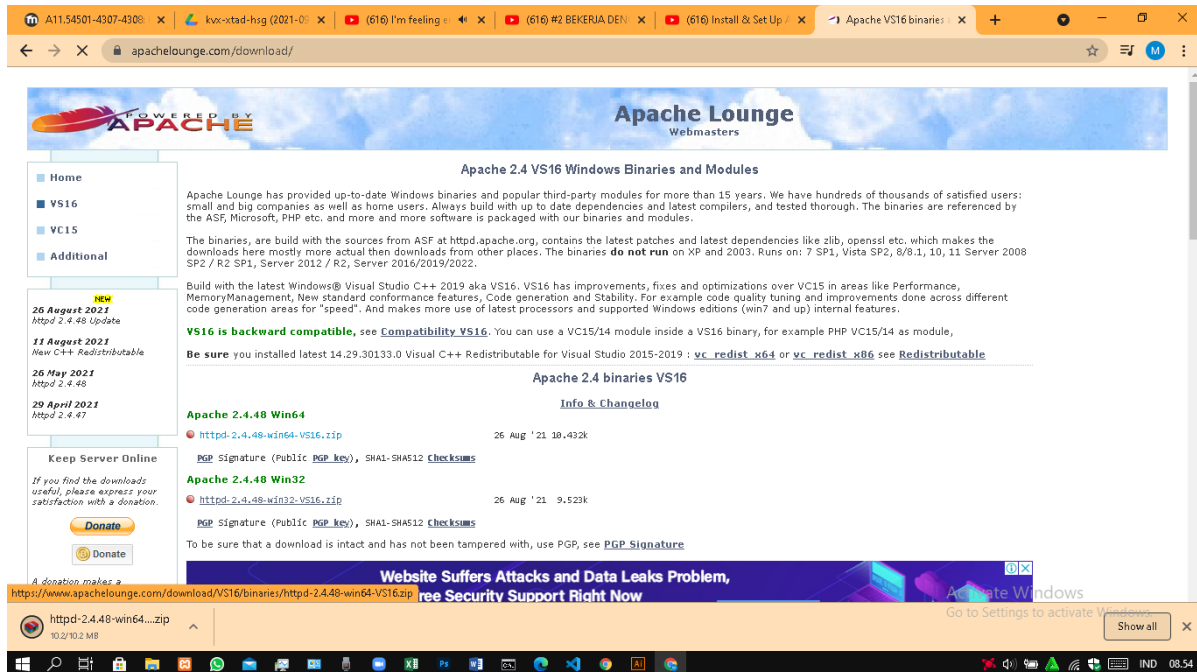 A11.54501-4307-4308:
kvx-xtad-hsg (2021-09
(616) I'm feeling e
(616) #2 BEKERJA DEN
(616) Install & Set Up
Apache VS16 binaries
apachelounge.com/download/
M
POWERED BY
APACHE
Apache Lounge
Webmasters
Home
VS16
VC15
Additional
NEW
26 August 2021
httpd 2.4.48 Update
11 August 2021
New C++ Redistributable
26 May 2021
httpd 2.4.48
29 April 2021
httpd 2.4.47
Keep Server Online
If you find the downloads
useful, please express your
satisfaction with a donation.
Donate
Donate
A donation makes a
Apache 2.4 VS16 Windows Binaries and Modules
Apache Lounge has provided up-to-date Windows binaries and popular third-party modules for more than 15 years. We have hundreds of thousands of satisfied users:
small and big companies as well as home users. Always build with up to date dependencies and latest compilers, and tested thorough. The binaries are referenced by
the ASF, Microsoft, PHP etc. and more and more software is packaged with our binaries and modules.
The binaries, are build with the sources from ASF at httpd.apache.org, contains the latest patches and latest dependencies like zlib, openssl etc. which makes the
downloads here mostly more actual then downloads from other places. The binaries do not run on XP and 2003. Runs on: 7 SP1, Vista SP2, 8/8.1, 10, 11 Server 2008
SP2 / R2 SP1, Server 2012 / R2, Server 2016/2019/2022.
Build with the latest Windows® Visual Studio C++ 2019 aka VS16. VS16 has improvements, fixes and optimizations over VC15 in areas like Performance,
MemoryManagement, New standard conformance features, Code generation and Stability. For example code quality tuning and improvements done across different
code generation areas for "speed". And makes more use of latest processors and supported Windows editions (win7 and up) internal features.
VS16 is backward compatible, see Compatibility VS16. You can use a VC15/14 module inside a VS16 binary, for example PHP VC15/14 as module,
Be sure you installed latest 14.29.30133.0 Visual C++ Redistributable for Visual Studio 2015-2019 : vc_redist_x64 or vc_redist_x86 see Redistributable
Apache 2.4 binaries VS16
Info & Changelog
Apache 2.4.48 Win64
httpd-2.4.48-win64-VS16.zip 26 Aug '21 10.432k
PGP Signature (Public PGP key), SHA1-SHA512 Checksums
Apache 2.4.48 Win32
httpd-2.4.48-win32-VS16.zip 26 Aug '21 9.523k
PGP Signature (Public PGP key), SHA1-SHA512 Checksums
To be sure that a download is intact and has not been tampered with, use PGP, see PGP Signature
Website Suffers Attacks and Data Leaks Problem,
ree Security Support Right Now
Activate Windows
Go to Settings to activate Windows.
https://www.apachelounge.com/download/VS16/binaries/httpd-2.4.48-win64-VS16.zip
httpd-2.4.48-win64....zip
10.2/10.2 MB
Show all
IND 08.54